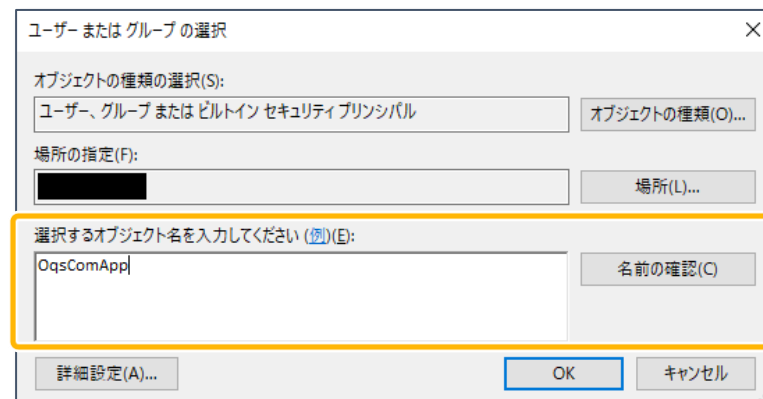 ユーザー または グループ の選択
オブジェクトの種類の選択(S):
ユーザー、グループ または ビルトイン セキュリティ プリンシパル
オブジェクトの種類(O)...
場所の指定(F):
場所(L)...
選択するオブジェクト名を入力してください (例)(E):
OqsComApp
名前の確認(C)
詳細設定(A)...
OK
キャンセル